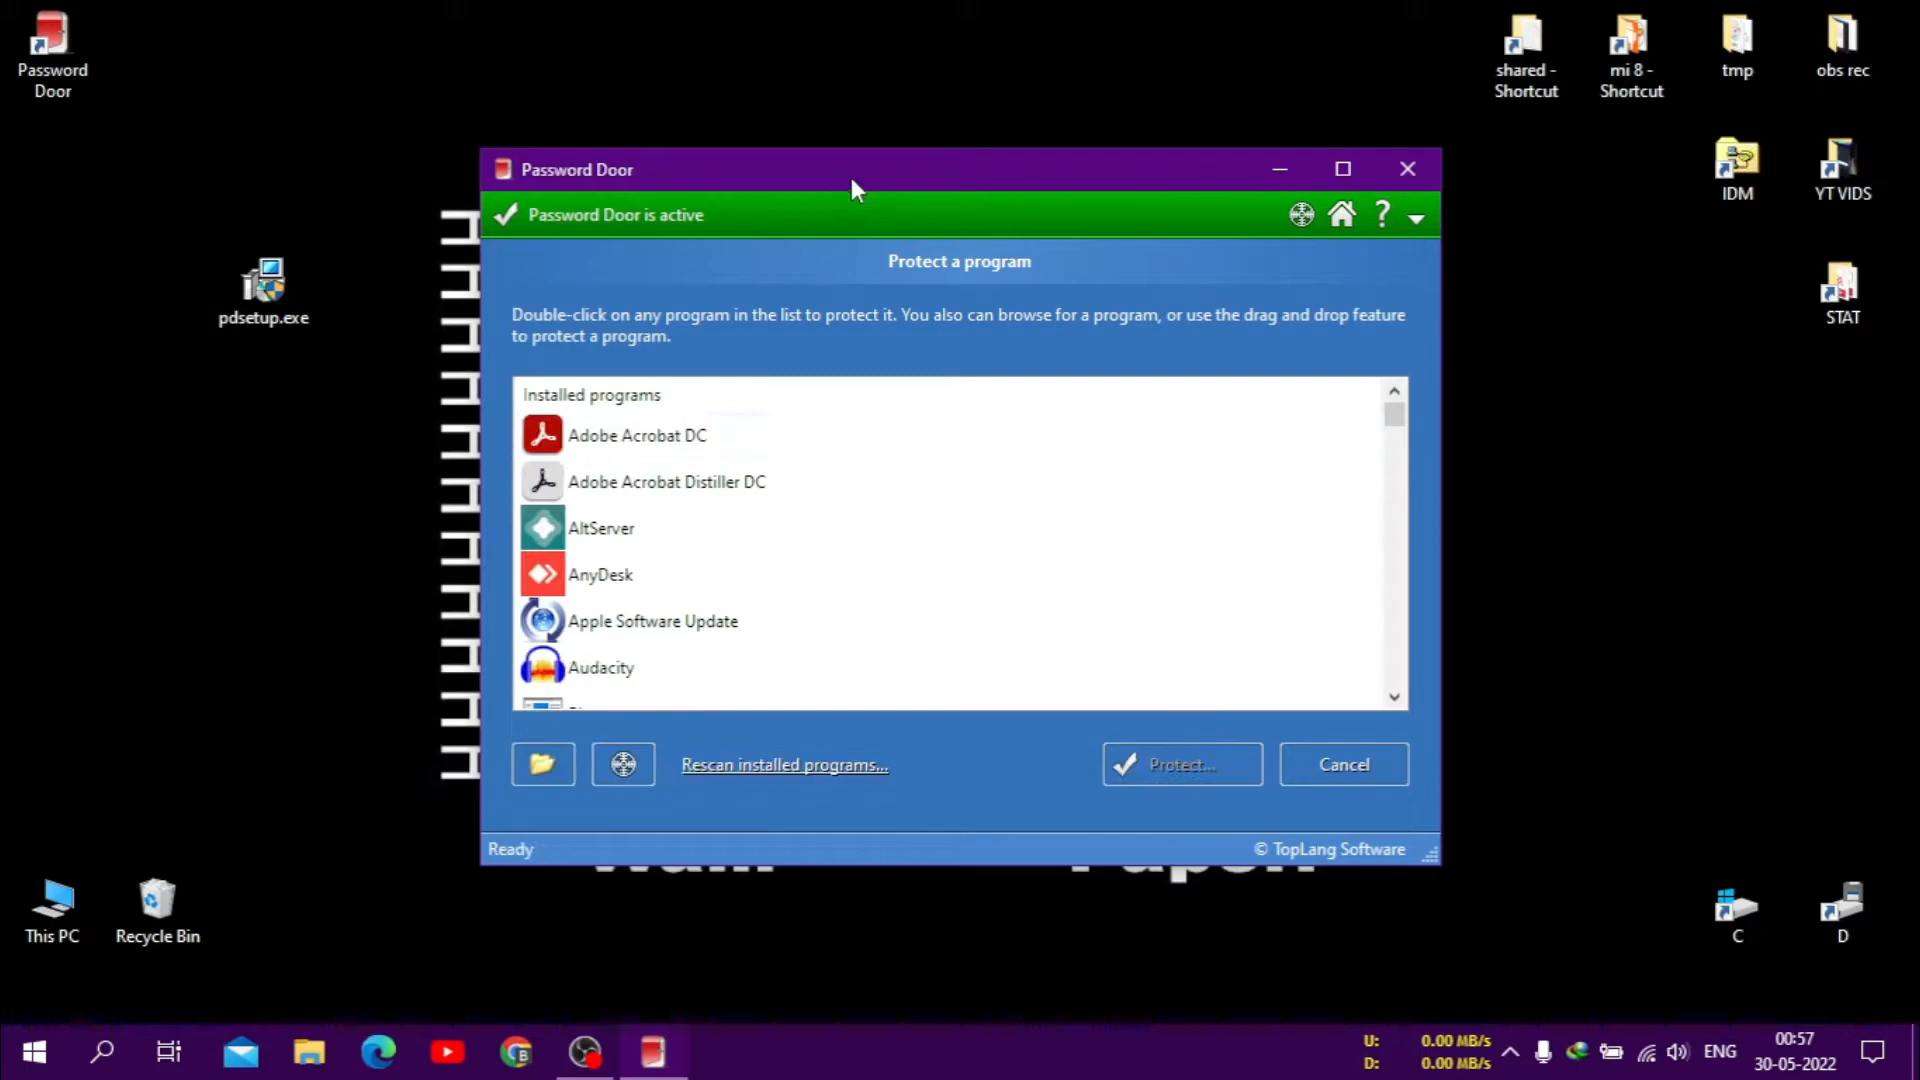 Password
Door
shared -
Shortcut
mi 8 -
Shortcut
tmp
obs rec
IDM
YT VIDS
STAT
pdsetup.exe
Password Door
Password Door is active
Protect a program
Double-click on any program in the list to protect it. You also can browse for a program, or use the drag and drop feature
to protect a program.
Installed programs
Adobe Acrobat DC
Adobe Acrobat Distiller DC
AltServer
AnyDesk
Apple Software Update
Audacity
Rescan installed programs...
Protect...
Cancel
Ready
© TopLang Software
This PC
Recycle Bin
C
D
U: 0.00 MB/s
D: 0.00 MB/s
ENG
00:57
30-05-2022